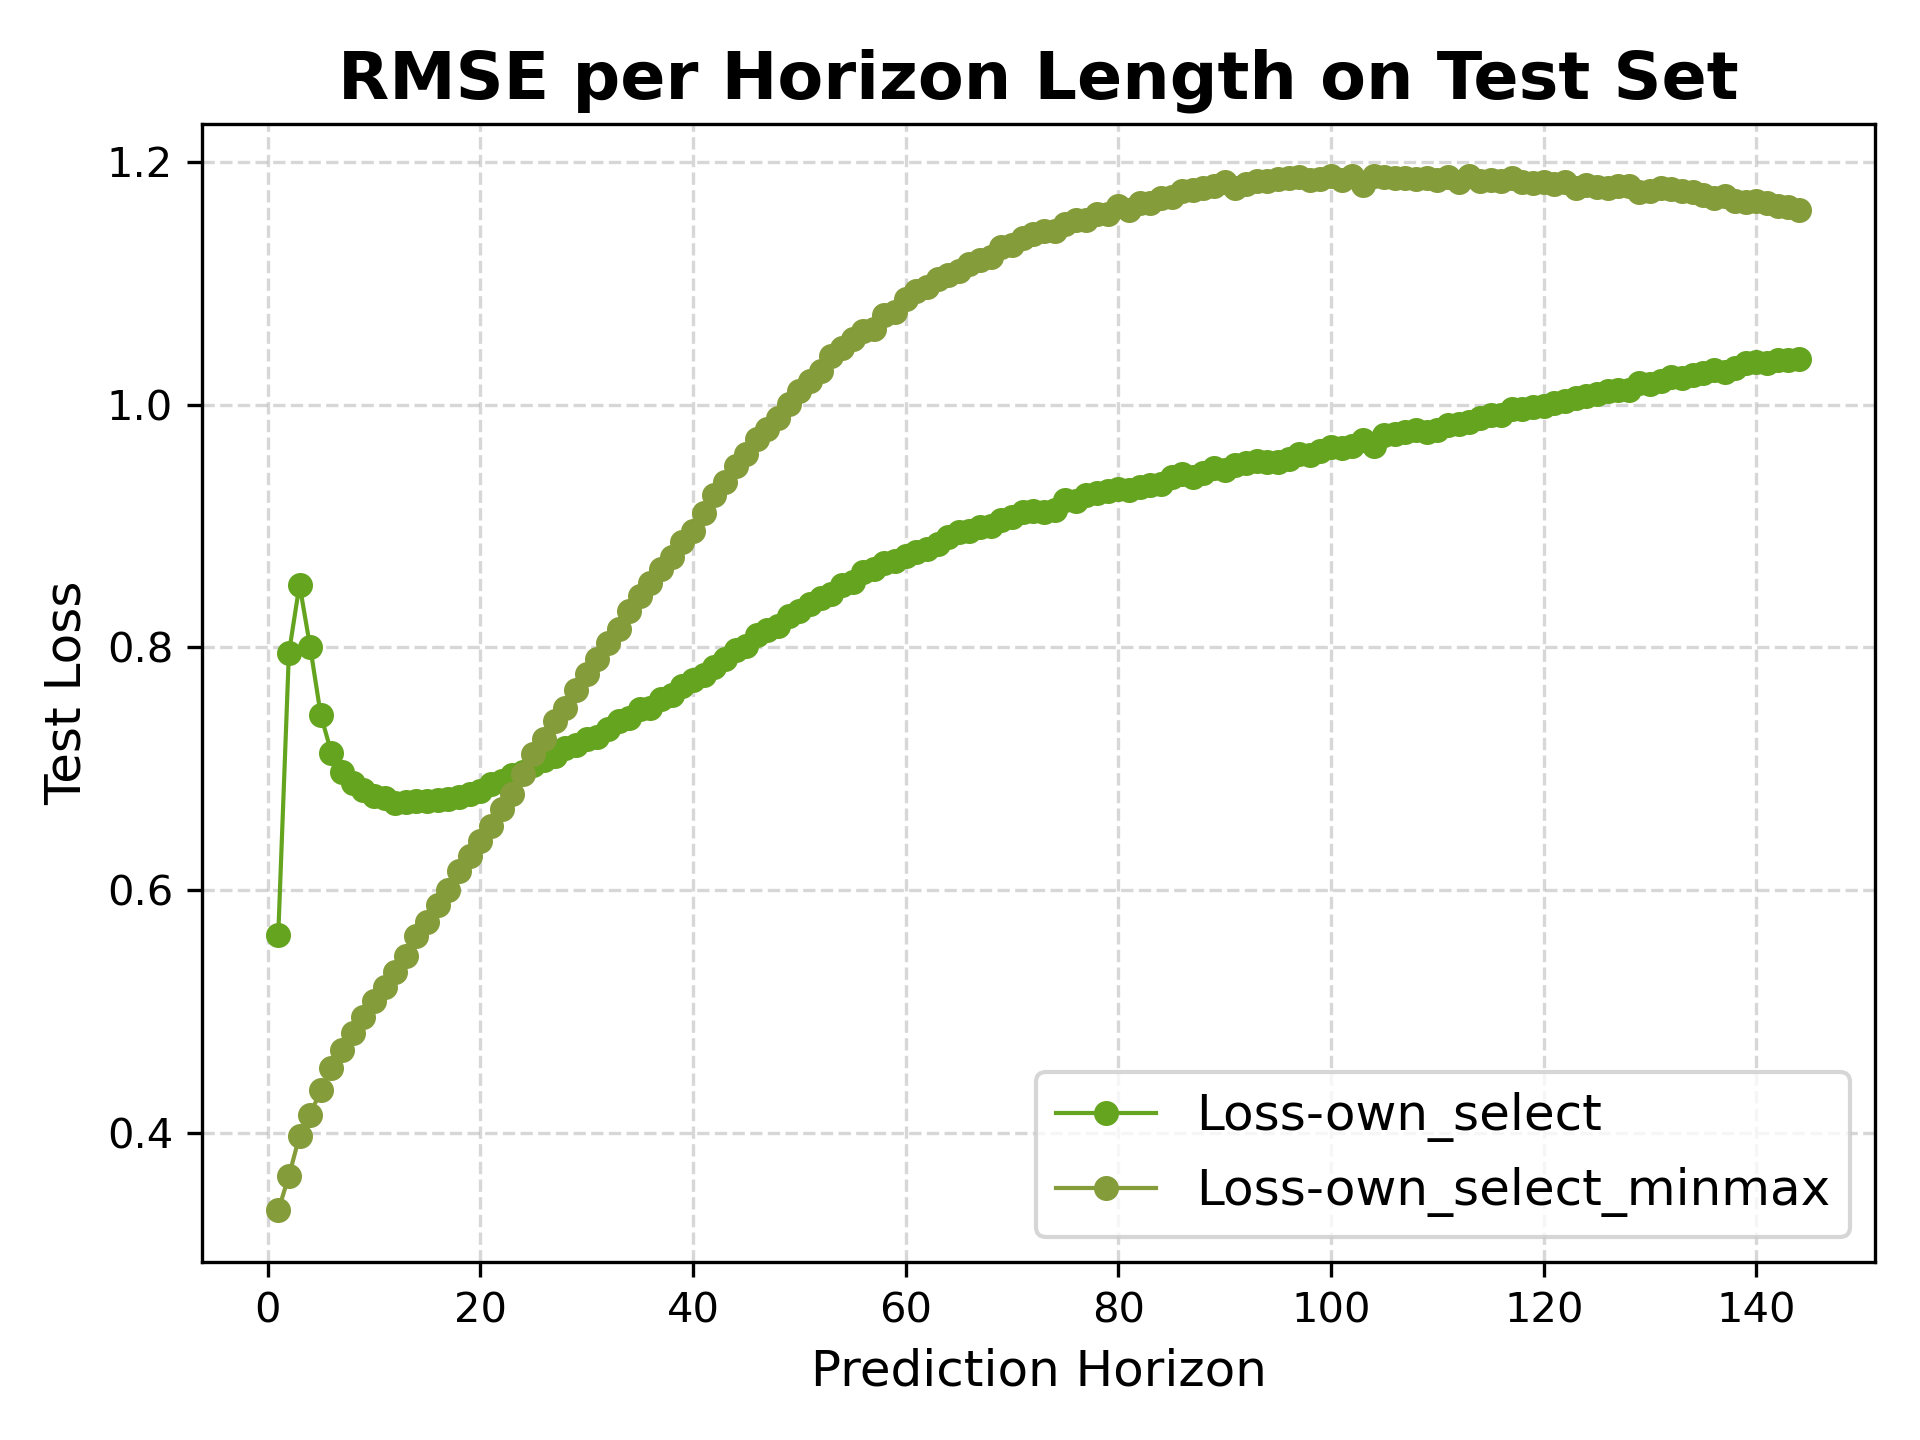 RMSE per Horizon Length on Test Set
Test Loss
1.2
1.0
0.8
0.6
0.4
0 20 40 60 80 100 120 140
Prediction Horizon
Loss-own_select
Loss-own_select_minmax